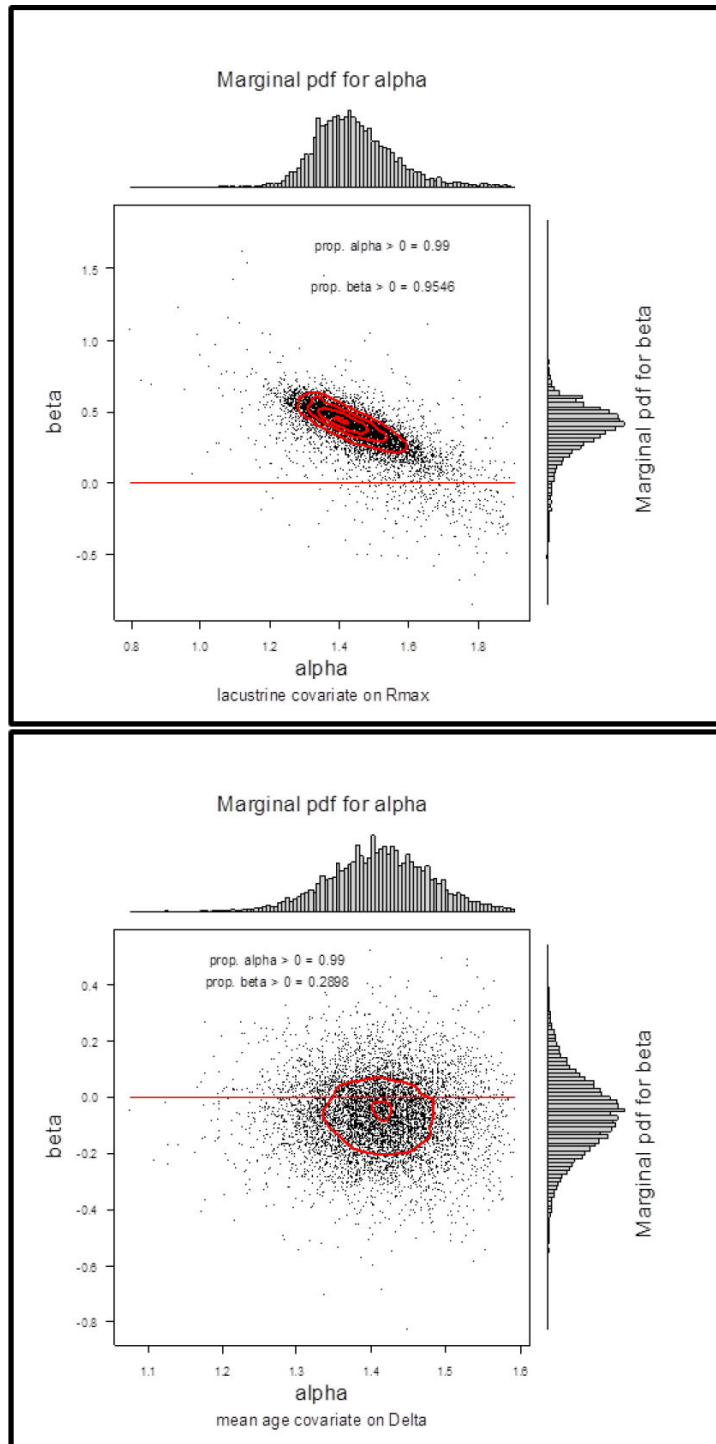 Marginal pdf for alpha
prop. alpha > 0 = 0.99
prop. beta > 0 = 0.9546
1.5
1.0
0.5
0.0
-0.5
beta
Marginal pdf for beta
0.8 1.0 1.2 1.4 1.6 1.8
alpha
lacustrine covariate on Rmax
Marginal pdf for alpha
prop. alpha > 0 = 0.99
prop. beta > 0 = 0.2898
0.4
0.2
0.0
-0.2
-0.4
-0.6
-0.8
beta
Marginal pdf for beta
1.1 1.2 1.3 1.4 1.5 1.6
alpha
mean age covariate on Delta